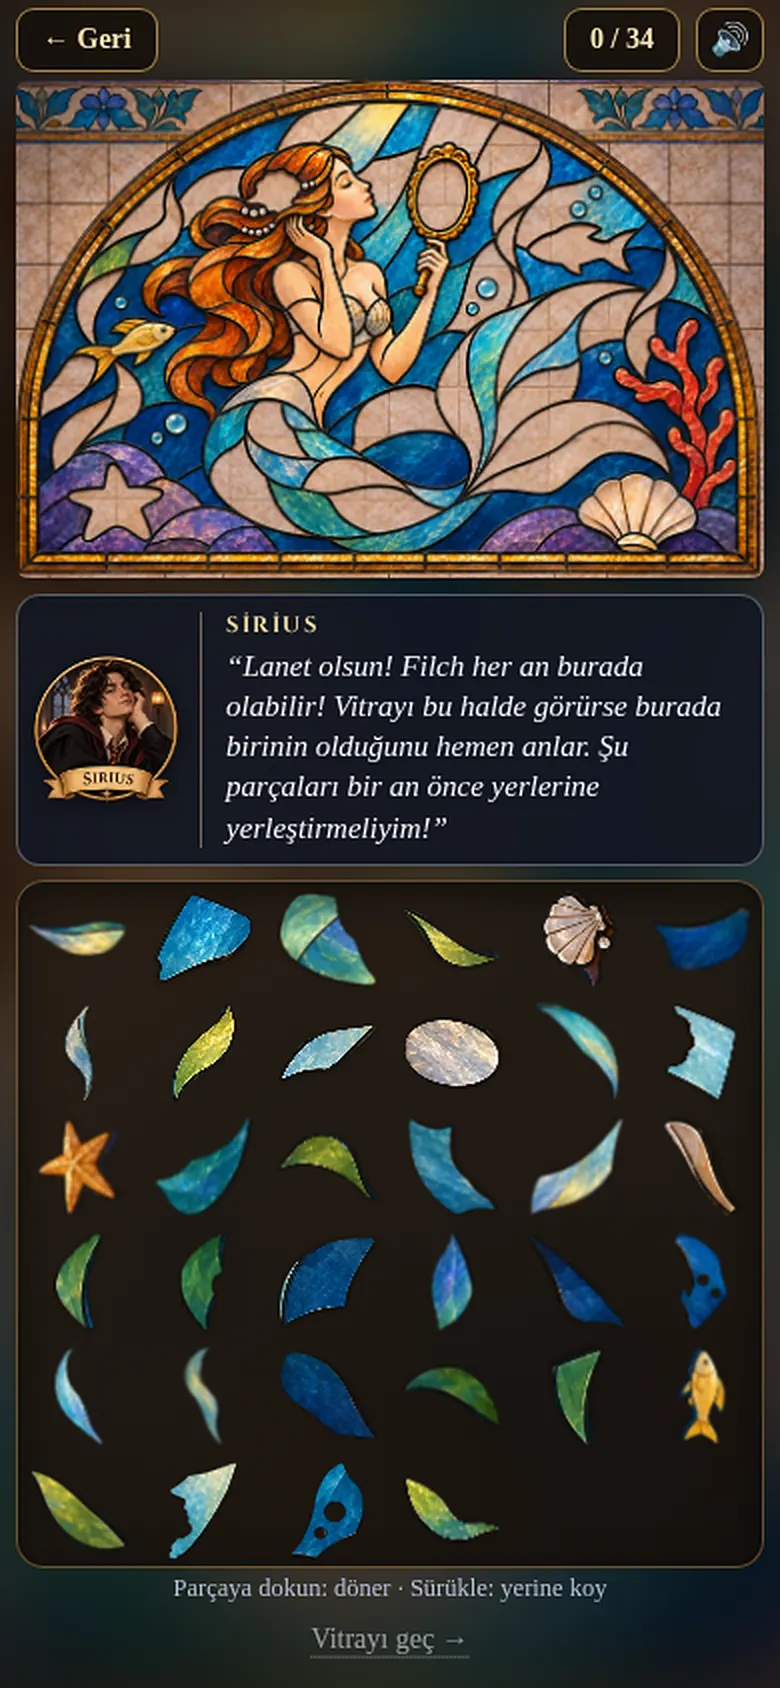 ← Geri
0 / 34
SİRİUS
“Lanet olsun! Filch her an burada
olabilir! Vitrayı bu halde görürse burada
birinin olduğunu hemen anlar. Şu
parçaları bir an önce yerlerine
yerleştirmeliyim!”
SIRIUS
Parçaya dokun: döner · Sürükle: yerine koy
Vitrayı geç →